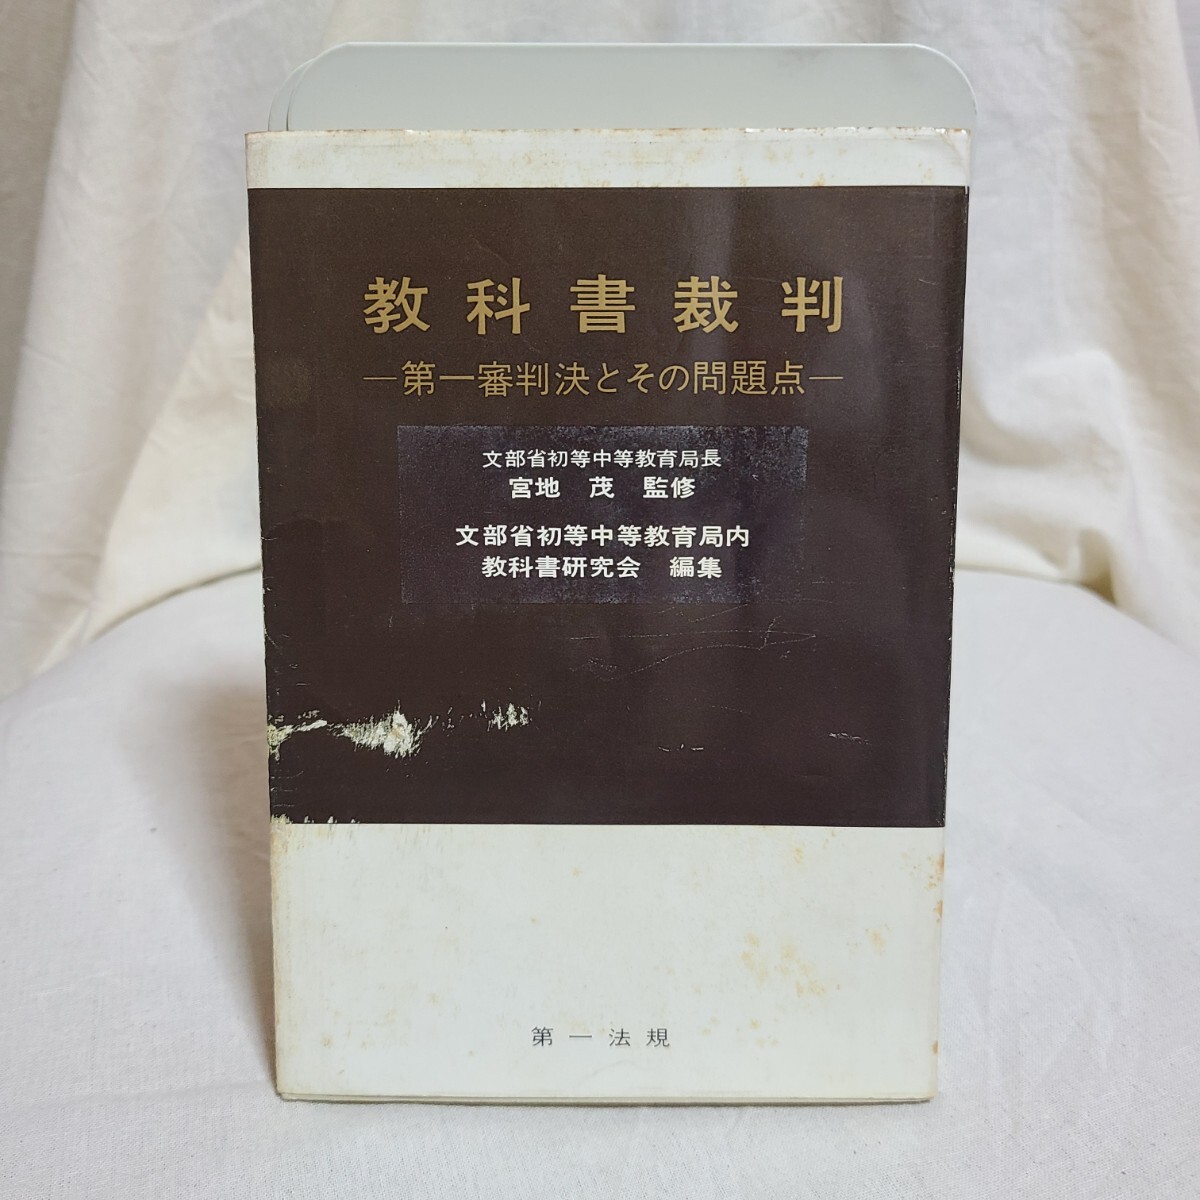 教科書裁判
―第一審判決とその問題点―
文部省初等中等教育局長
宮地 茂 監修
文部省初等中等教育局内
教科書研究会 編集
第一法規